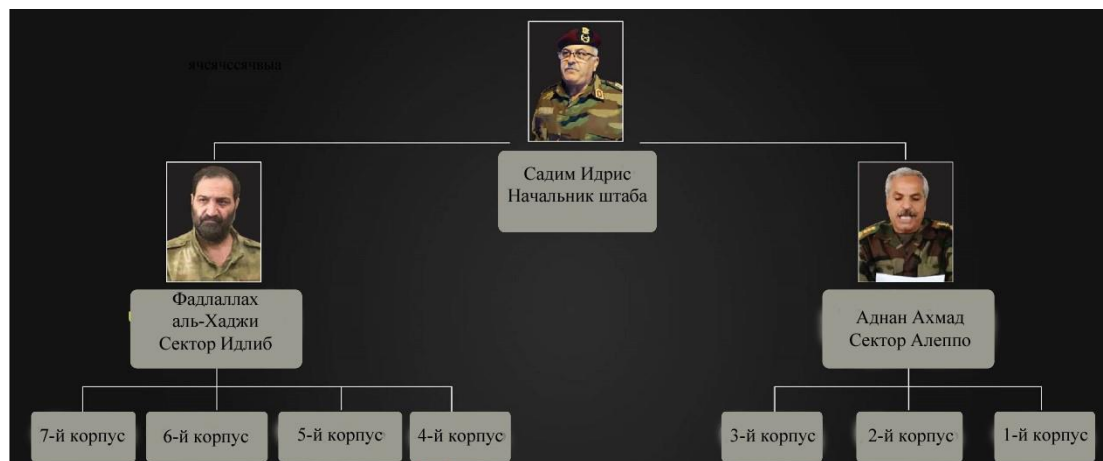 ячсячссячвыа
Садим Идрис
Начальник штаба
Фадлаллах
аль-Хаджи
Сектор Идлиб
Аднан Ахмад
Сектор Алеппо
7-й корпус
6-й корпус
5-й корпус
4-й корпус
3-й корпус
2-й корпус
1-й корпус